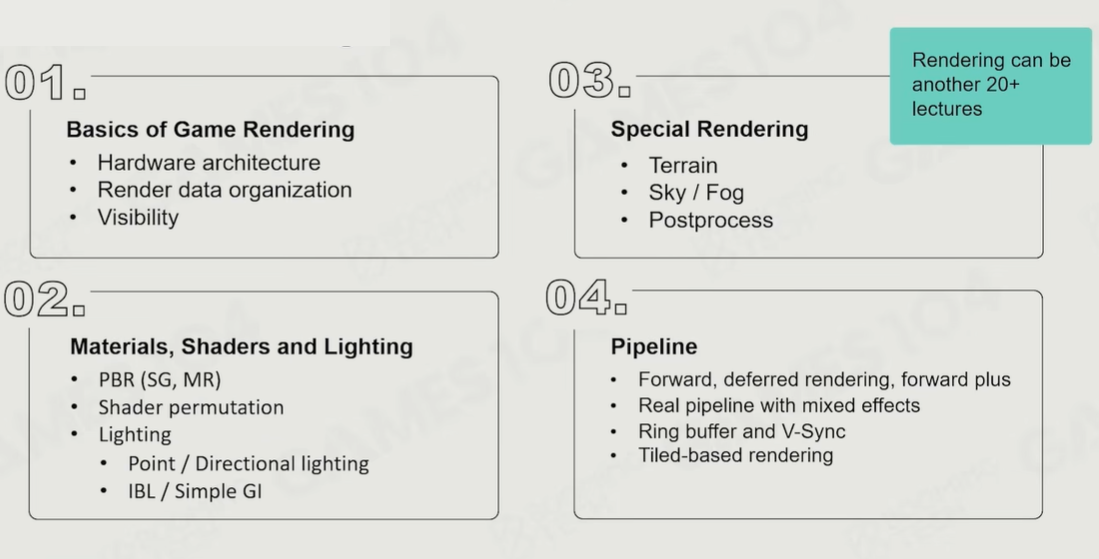 01.
Basics of Game Rendering
• Hardware architecture
• Render data organization
• Visibility
02.
Materials, Shaders and Lighting
• PBR (SG, MR)
• Shader permutation
• Lighting
• Point / Directional lighting
• IBL / Simple GI
03.
Special Rendering
• Terrain
• Sky / Fog
• Postprocess
Rendering can be
another 20+
lectures
04.
Pipeline
• Forward, deferred rendering, forward plus
• Real pipeline with mixed effects
• Ring buffer and V-Sync
• Tiled-based rendering
GAMES104